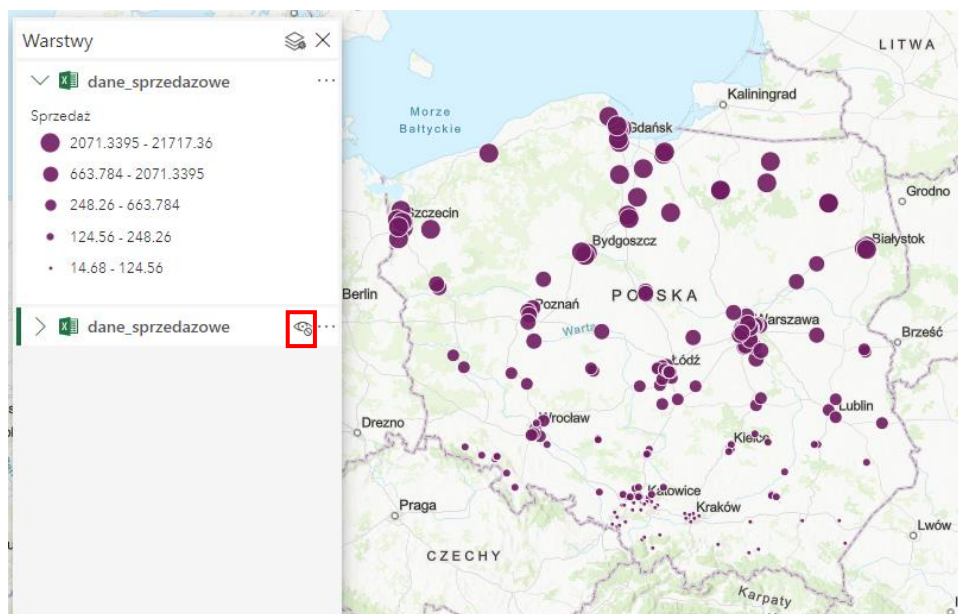 Warstwy
dane_sprzedazowe
Sprzedaż
2071.3395 - 21717.36
663.784 - 2071.3395
248.26 - 663.784
124.56 - 248.26
14.68 - 124.56
dane_sprzedazowe
LITWA
Kaliningrad
Morze
Bałtyckie
Gdańsk
Grodno
Szczecin
Bydgoszcz
Białystok
Berlin
POLSKA
Poznań
Warta
Warszawa
Brześć
Łódź
Lublin
Drezno
Wrocław
Kielce
Katowice
Praga
Kraków
Lwów
CZECHY
Karpaty